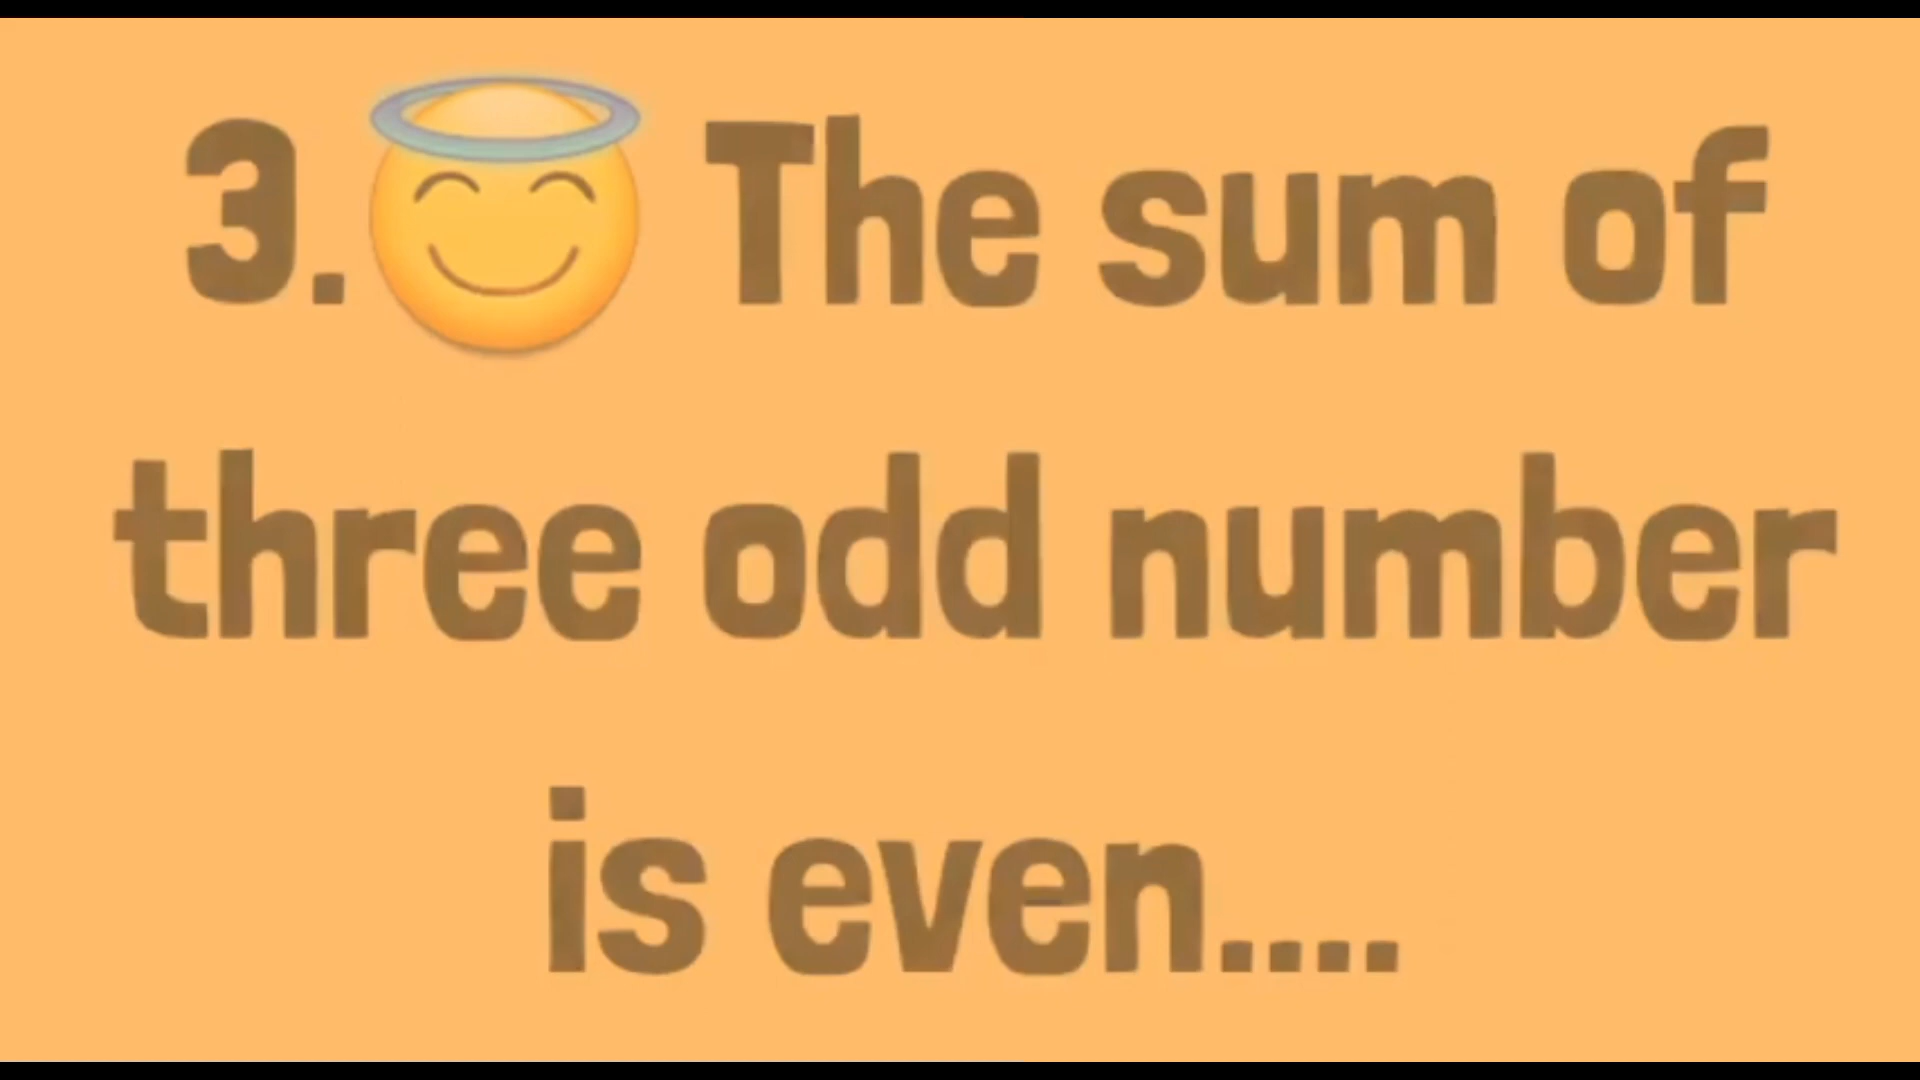 3.😇 The sum of
three odd number
is even....